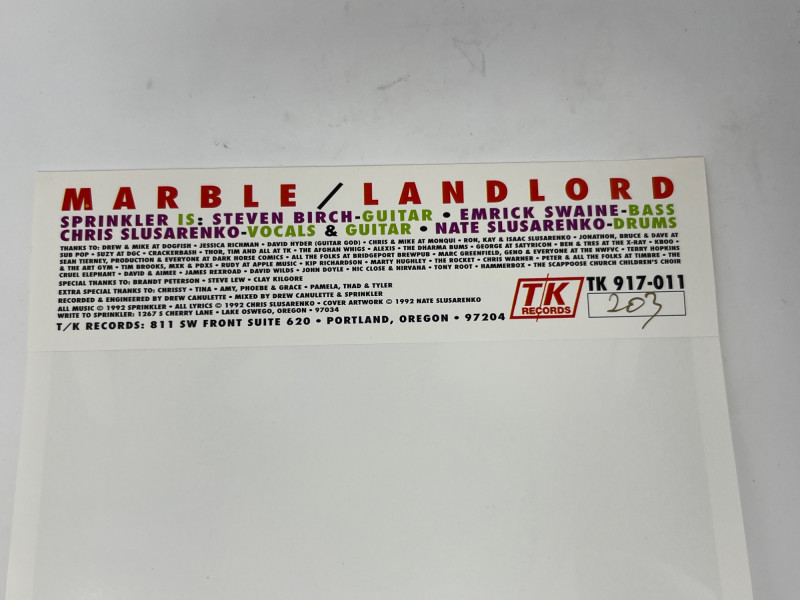 MARBLE / LANDLORD
SPRINKLER IS: STEVEN BIRCH-GUITAR • EMRICK SWAINE-BASS
CHRIS SLUSARENKO-VOCALS & GUITAR • NATE SLUSARENKO-DRUMS
THANKS TO: DREW & MIKE AT DOGFISH • JESSICA RICHMAN • DAVID NYDER (GUITAR GOD) • CHRIS & MIKE AT MONQUI • RON, KAY & ISAAC SLUSARENKO • JONATHON, BRUCE & DAVE AT
SUB POP • SUZY AT DGC • CRACKERBASH • THOR, TIM AND ALL AT TK • THE AFGHAN WHIGS • ALEXIS • THE DHARMA BUMS • GEORGE AT SATYRICON • BEN & TRES AT THE X-RAY • KBOO •
SEAN TIERNEY, PRODUCTION & EVERYONE AT DARK HORSE COMICS • ALL THE FOLKS AT BRIDGEPORT BREWPUB • MARC GREENFIELD, GENO & EVERYONE AT THE NWFVC • TERRY HOPKINS
& THE ART GYM • TIM BROOKS, MXK & PDXS • RUDY AT APPLE MUSIC • KIP RICHARDSON • MARTY HUGHLEY • THE ROCKET • CHRIS WARNER • PETER & ALL THE FOLKS AT TIMBRE • THE
CRUEL ELEPHANT • DAVID & AIMEE • JAMES REXROAD • DAVID WILDS • JOHN DOYLE • NIC CLOSE & NIRVANA • TONY ROOT • HAMMERBOX • THE SCAPPOOSE CHURCH CHILDREN'S CHOIR
SPECIAL THANKS TO: BRANDT PETERSON • STEVE LEW • CLAY KILGORE
EXTRA SPECIAL THANKS TO: CHRISSY • TINA • AMY, PHOEBE & GRACE • PAMELA, THAD & TYLER
RECORDED & ENGINEERED BY DREW CANULETTE • MIXED BY DREW CANULETTE & SPRINKLER
ALL MUSIC © 1992 SPRINKLER • ALL LYRICS © 1992 CHRIS SLUSARENKO • COVER ARTWORK © 1992 NATE SLUSARENKO
WRITE TO SPRINKLER: 1267 S CHERRY LANE • LAKE OSWEGO, OREGON • 97034
T/K RECORDS: 811 SW FRONT SUITE 620 • PORTLAND, OREGON • 97204
T/K
RECORDS
TK 917-011
203